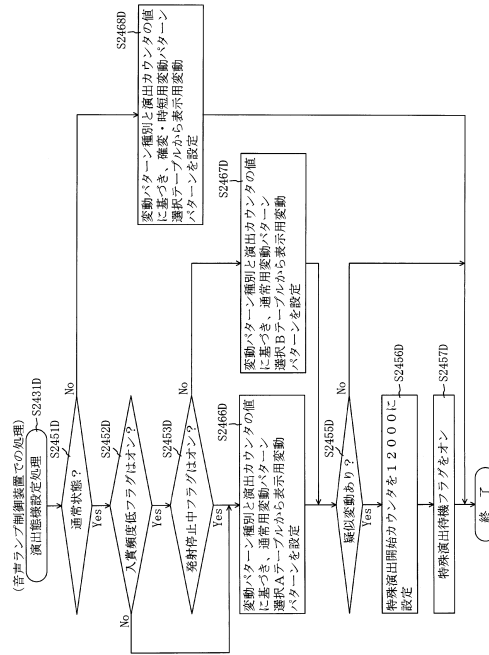 (音声ランプ制御装置での処理)
演出態様設定処理
S2431D
通常状態?
S2451D
No
Yes
入賞頻度低フラグはオン?
S2452D
No
Yes
発射停止中フラグはオン?
S2453D
No
Yes
変動パターン種別と演出カウンタの値
に基づき、通常用変動パターン
選択Aテーブルから表示用変動
パターンを設定
S2466D
変動パターン種別と演出カウンタの値
に基づき、通常用変動パターン
選択Bテーブルから表示用変動
パターンを設定
S2467D
変動パターン種別と演出カウンタの値
に基づき、確変・時短用変動パターン
選択テーブルから表示用変動
パターンを設定
S2468D
疑似変動あり?
S2455D
No
Yes
特殊演出開始カウンタを12000に
設定
S2456D
特殊演出待機フラグをオン
S2457D
終 了